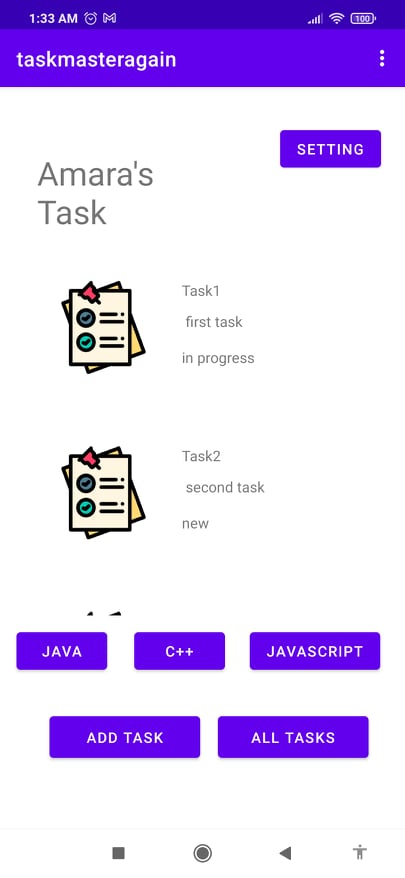 1:33 AM
100
taskmasteragain
SETTING
Amara's
Task
Task1
first task
in progress
Task2
second task
new
JAVA
C++
JAVASCRIPT
ADD TASK
ALL TASKS